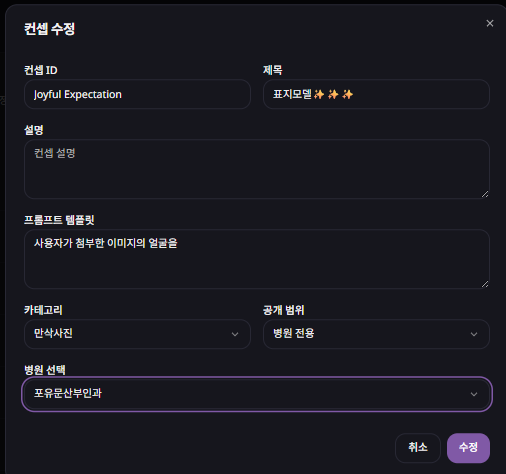 컨셉 수정
컨셉 ID
제목
Joyful Expectation
표지모델✨✨✨
설명
컨셉 설명
프롬프트 템플릿
사용자가 첨부한 이미지의 얼굴을
카테고리
공개 범위
만삭사진
병원 전용
병원 선택
포유문산부인과
취소
수정